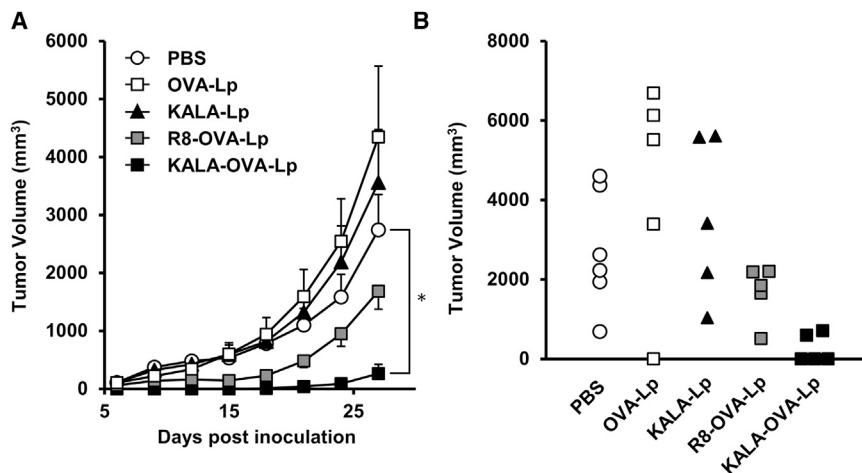 A
Tumor Volume (mm³)
6000
5000
4000
3000
2000
1000
0
PBS
OVA-Lp
KALA-Lp
R8-OVA-Lp
KALA-OVA-Lp
*
5 15 25
Days post inoculation
B
Tumor Volume (mm³)
8000
6000
4000
2000
0
PBS
OVA-Lp
KALA-Lp
R8-OVA-Lp
KALA-OVA-Lp